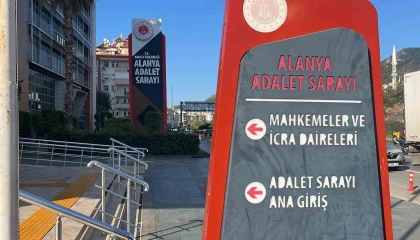 ALANYA
ADALET SARAYI
MAHKEMELER VE
İCRA DAİRELERİ
ADALET SARAYI
ANA GİRİŞ
T.C.
ALANYA
ADALET SARAYI